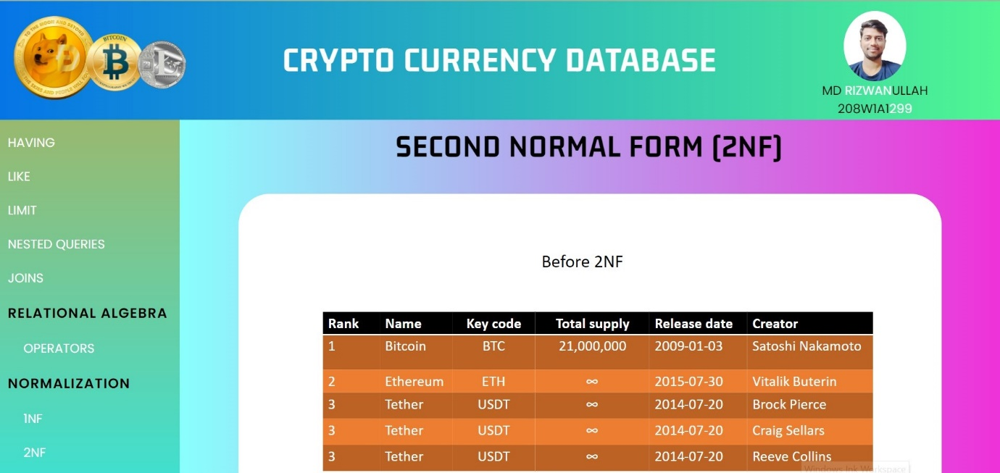 CRYPTO CURRENCY DATABASE
BITCOIN
MD RIZWANULLAH
208W1A1299
HAVING
LIKE
LIMIT
NESTED QUERIES
JOINS
RELATIONAL ALGEBRA
OPERATORS
NORMALIZATION
1NF
2NF
SECOND NORMAL FORM (2NF)
Before 2NF
Rank Name Key code Total supply Release date Creator
1 Bitcoin BTC 21,000,000 2009-01-03 Satoshi Nakamoto
2 Ethereum ETH ∞ 2015-07-30 Vitalik Buterin
3 Tether USDT ∞ 2014-07-20 Brock Pierce
3 Tether USDT ∞ 2014-07-20 Craig Sellars
3 Tether USDT ∞ 2014-07-20 Reeve Collins
Windows Ink Workspace